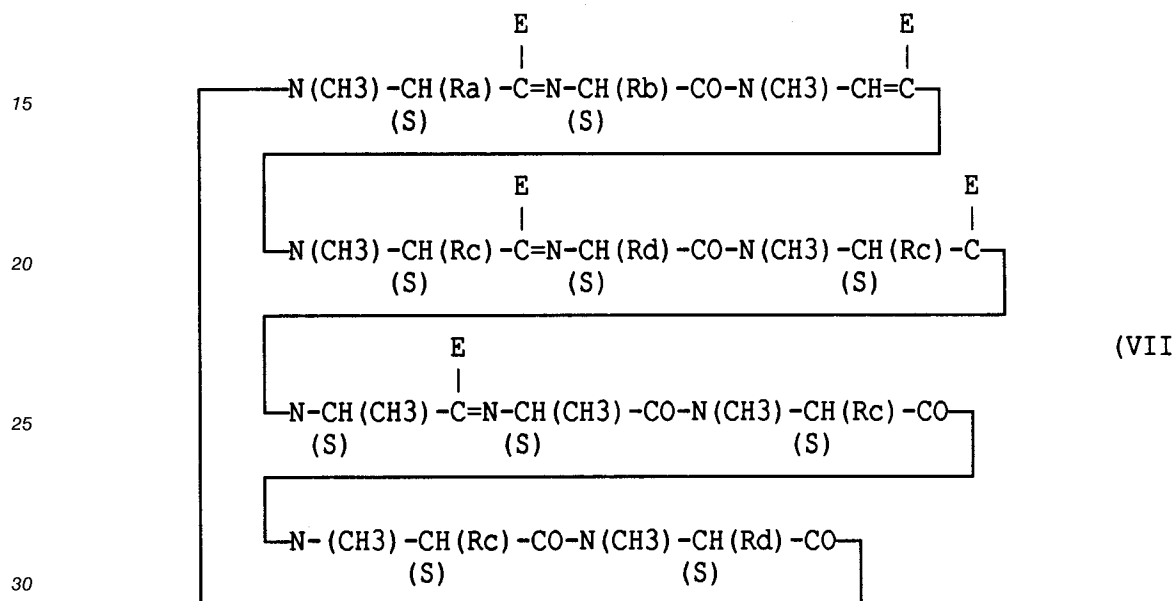 E E
15 N(CH3)-CH(Ra)-C=N-CH(Rb)-CO-N(CH3)-CH=C
(S) (S)
E E
20 N(CH3)-CH(Rc)-C=N-CH(Rd)-CO-N(CH3)-CH(Rc)-C
(S) (S) (S)
(VII
E
25 N-CH(CH3)-C=N-CH(CH3)-CO-N(CH3)-CH(Rc)-CO
(S) (S) (S)
N-(CH3)-CH(Rc)-CO-N(CH3)-CH(Rd)-CO
30 (S) (S)